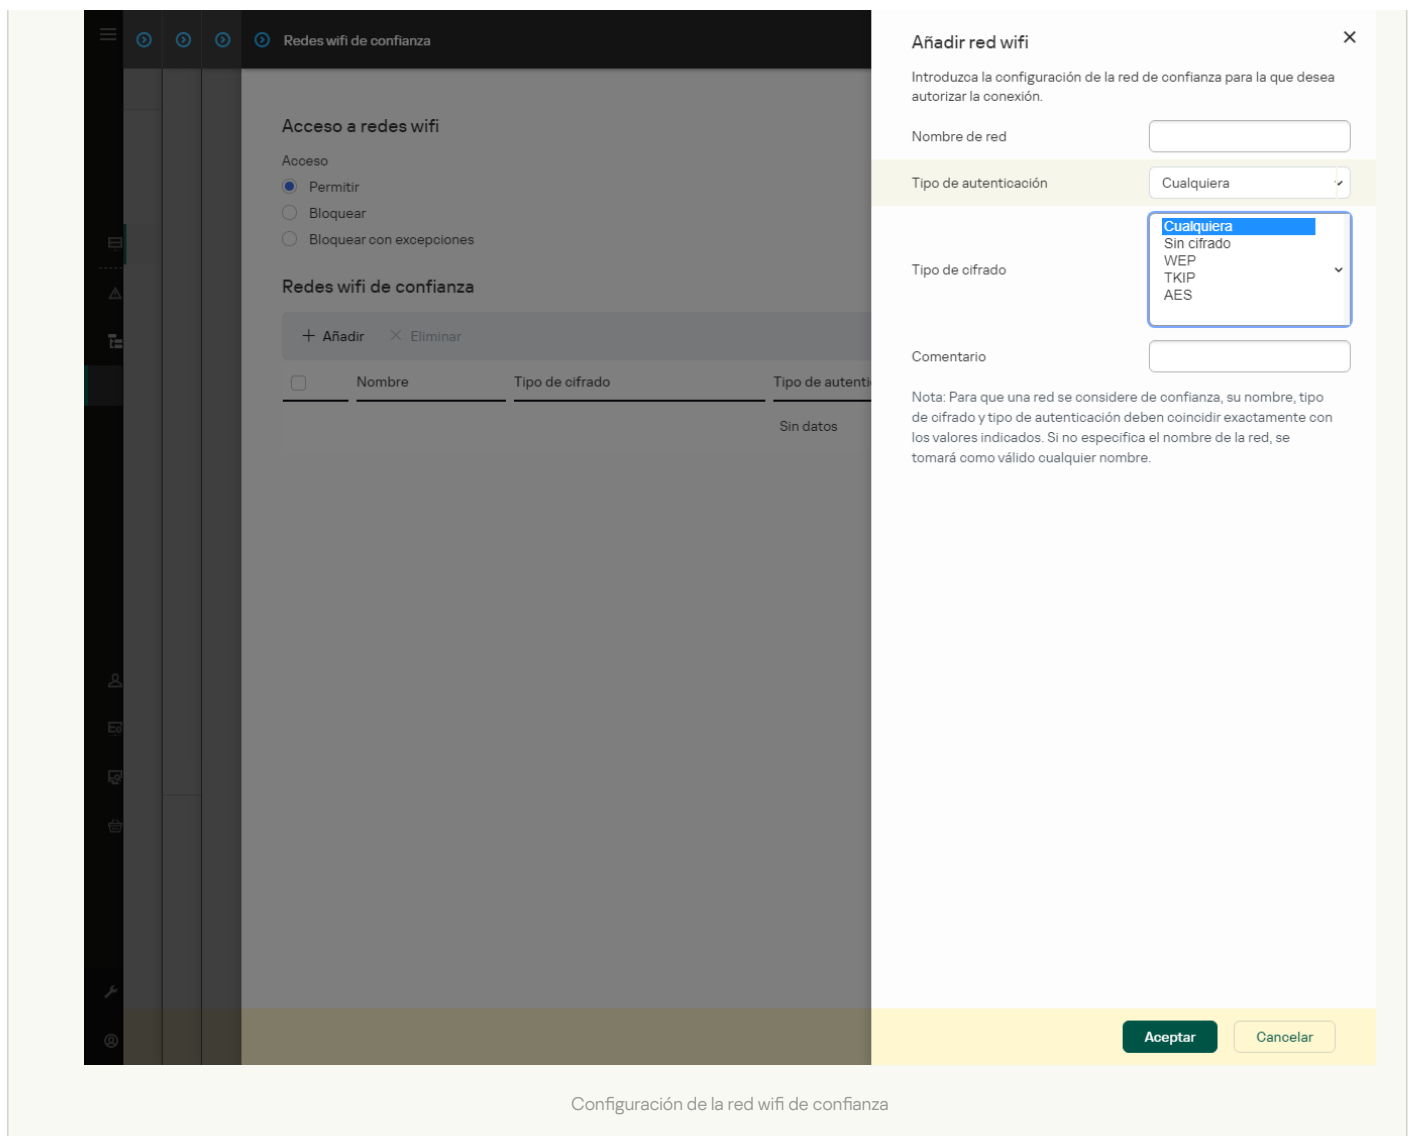 Redes wifi de confianza
Acceso a redes wifi
Acceso
Permitir
Bloquear
Bloquear con excepciones
Redes wifi de confianza
Añadir
Eliminar
Nombre
Tipo de cifrado
Tipo de autenti
Sin datos
Añadir red wifi
Introduzca la configuración de la red de confianza para la que desea
autorizar la conexión.
Nombre de red
Tipo de autenticación
Cualquiera
Tipo de cifrado
Cualquiera
Sin cifrado
WEP
TKIP
AES
Comentario
Nota: Para que una red se considere de confianza, su nombre, tipo
de cifrado y tipo de autenticación deben coincidir exactamente con
los valores indicados. Si no especifica el nombre de la red, se
tomará como válido cualquier nombre.
Aceptar
Cancelar
Configuración de la red wifi de confianza